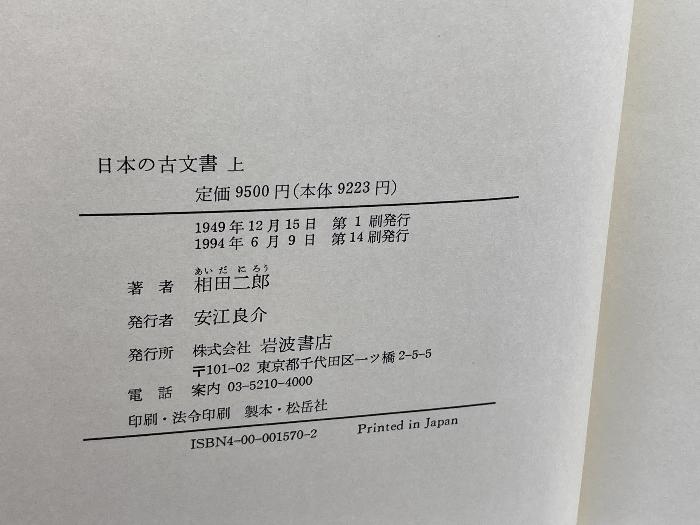 日本の古文書 上
定価 9500 円(本体 9223 円)
1949 年 12 月 15 日 第 1 刷発行
1994 年 6 月 9 日 第 14 刷発行
あいだにろう
著者 相田二郎
発行者 安江良介
発行所 株式会社 岩波書店
〒101-02 東京都千代田区一ツ橋 2-5-5
電話 案内 03-5210-4000
印刷・法令印刷 製本・松岳社
ISBN4-00-001570-2 Printed in Japan